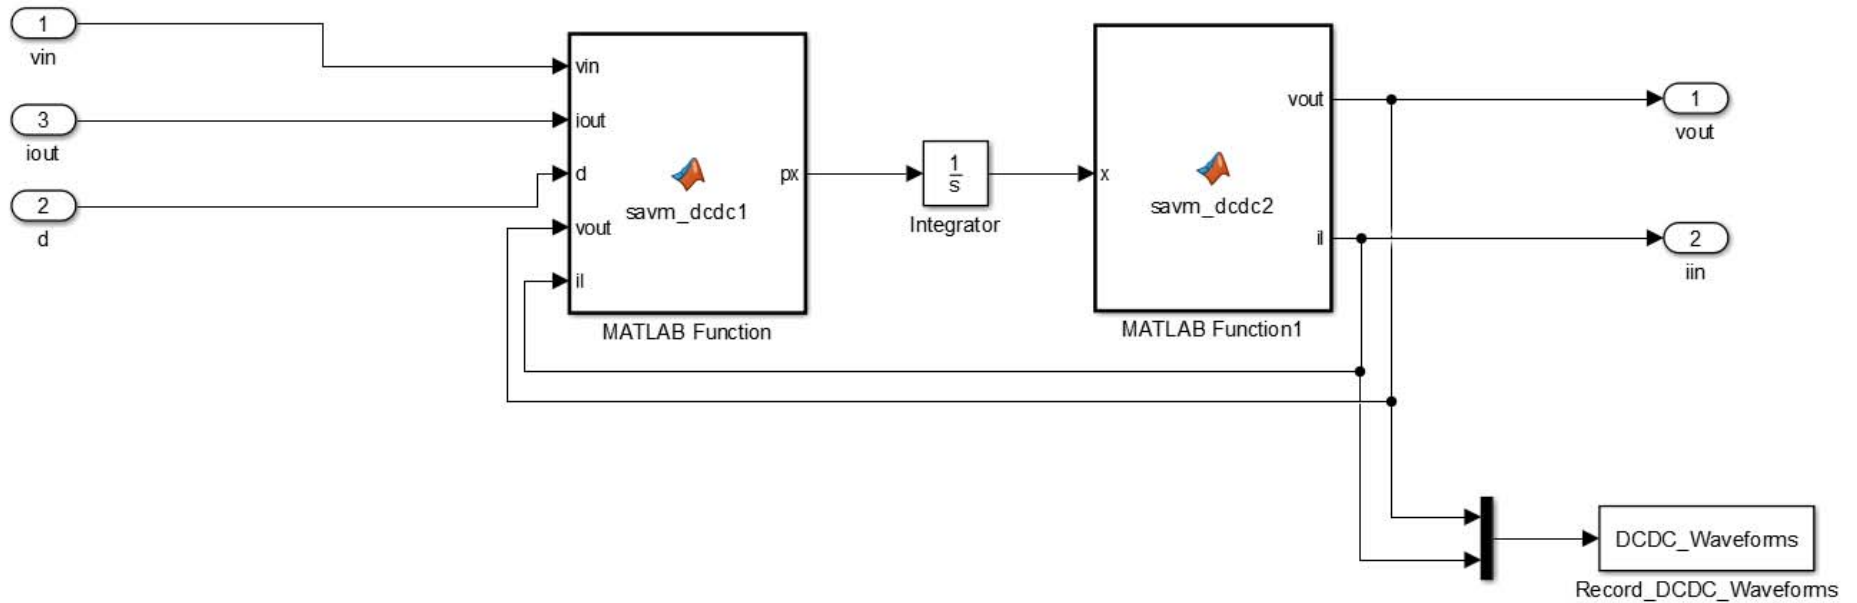 1
vin
3
iout
2
d
vin
iout
d
vout
il
px
savm_dcdc1
MATLAB Function
1
s
Integrator
x
vout
il
savm_dcdc2
MATLAB Function1
1
vout
2
iin
DCDC_Waveforms
Record_DCDC_Waveforms